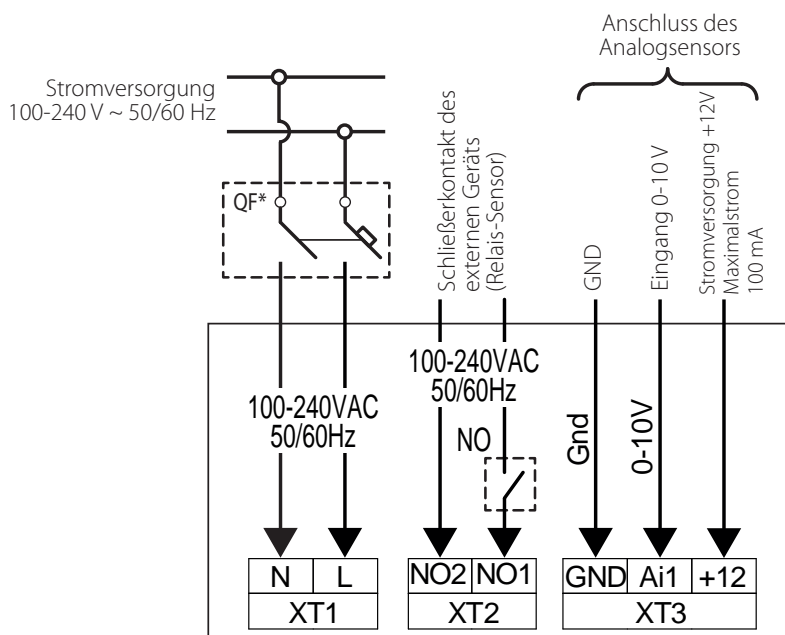 Anschluss des
Analogsensors
Stromversorgung
100-240 V ~ 50/60 Hz
QF*
Schließerkontakt des
externen Geräts
(Relais-Sensor)
GND
Eingang 0-10 V
Stromversorgung +12V
Maximalstrom
100 mA
100-240VAC
50/60Hz
100-240VAC
50/60Hz
NO
Gnd
0-10V
N L
XT1
NO2 NO1
XT2
GND Ai1 +12
XT3